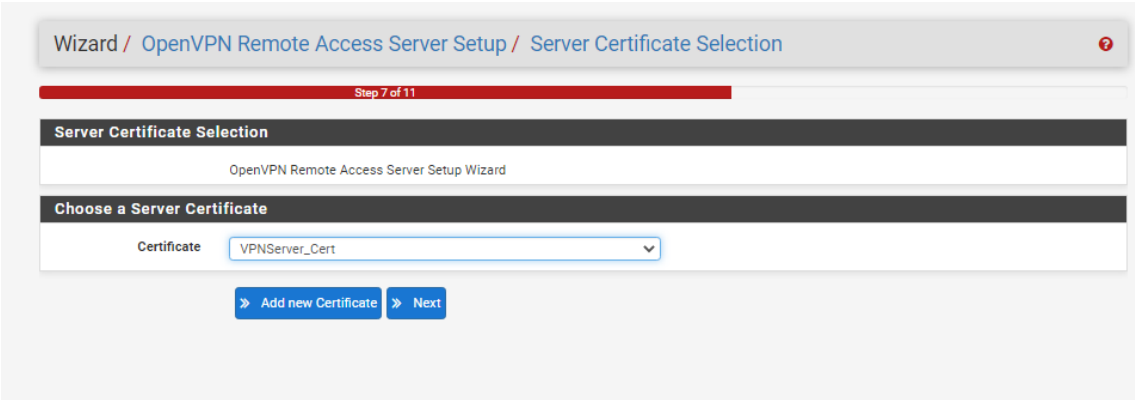 Wizard / OpenVPN Remote Access Server Setup / Server Certificate Selection
Step 7 of 11
Server Certificate Selection
OpenVPN Remote Access Server Setup Wizard
Choose a Server Certificate
Certificate VPNServer_Cert
» Add new Certificate » Next